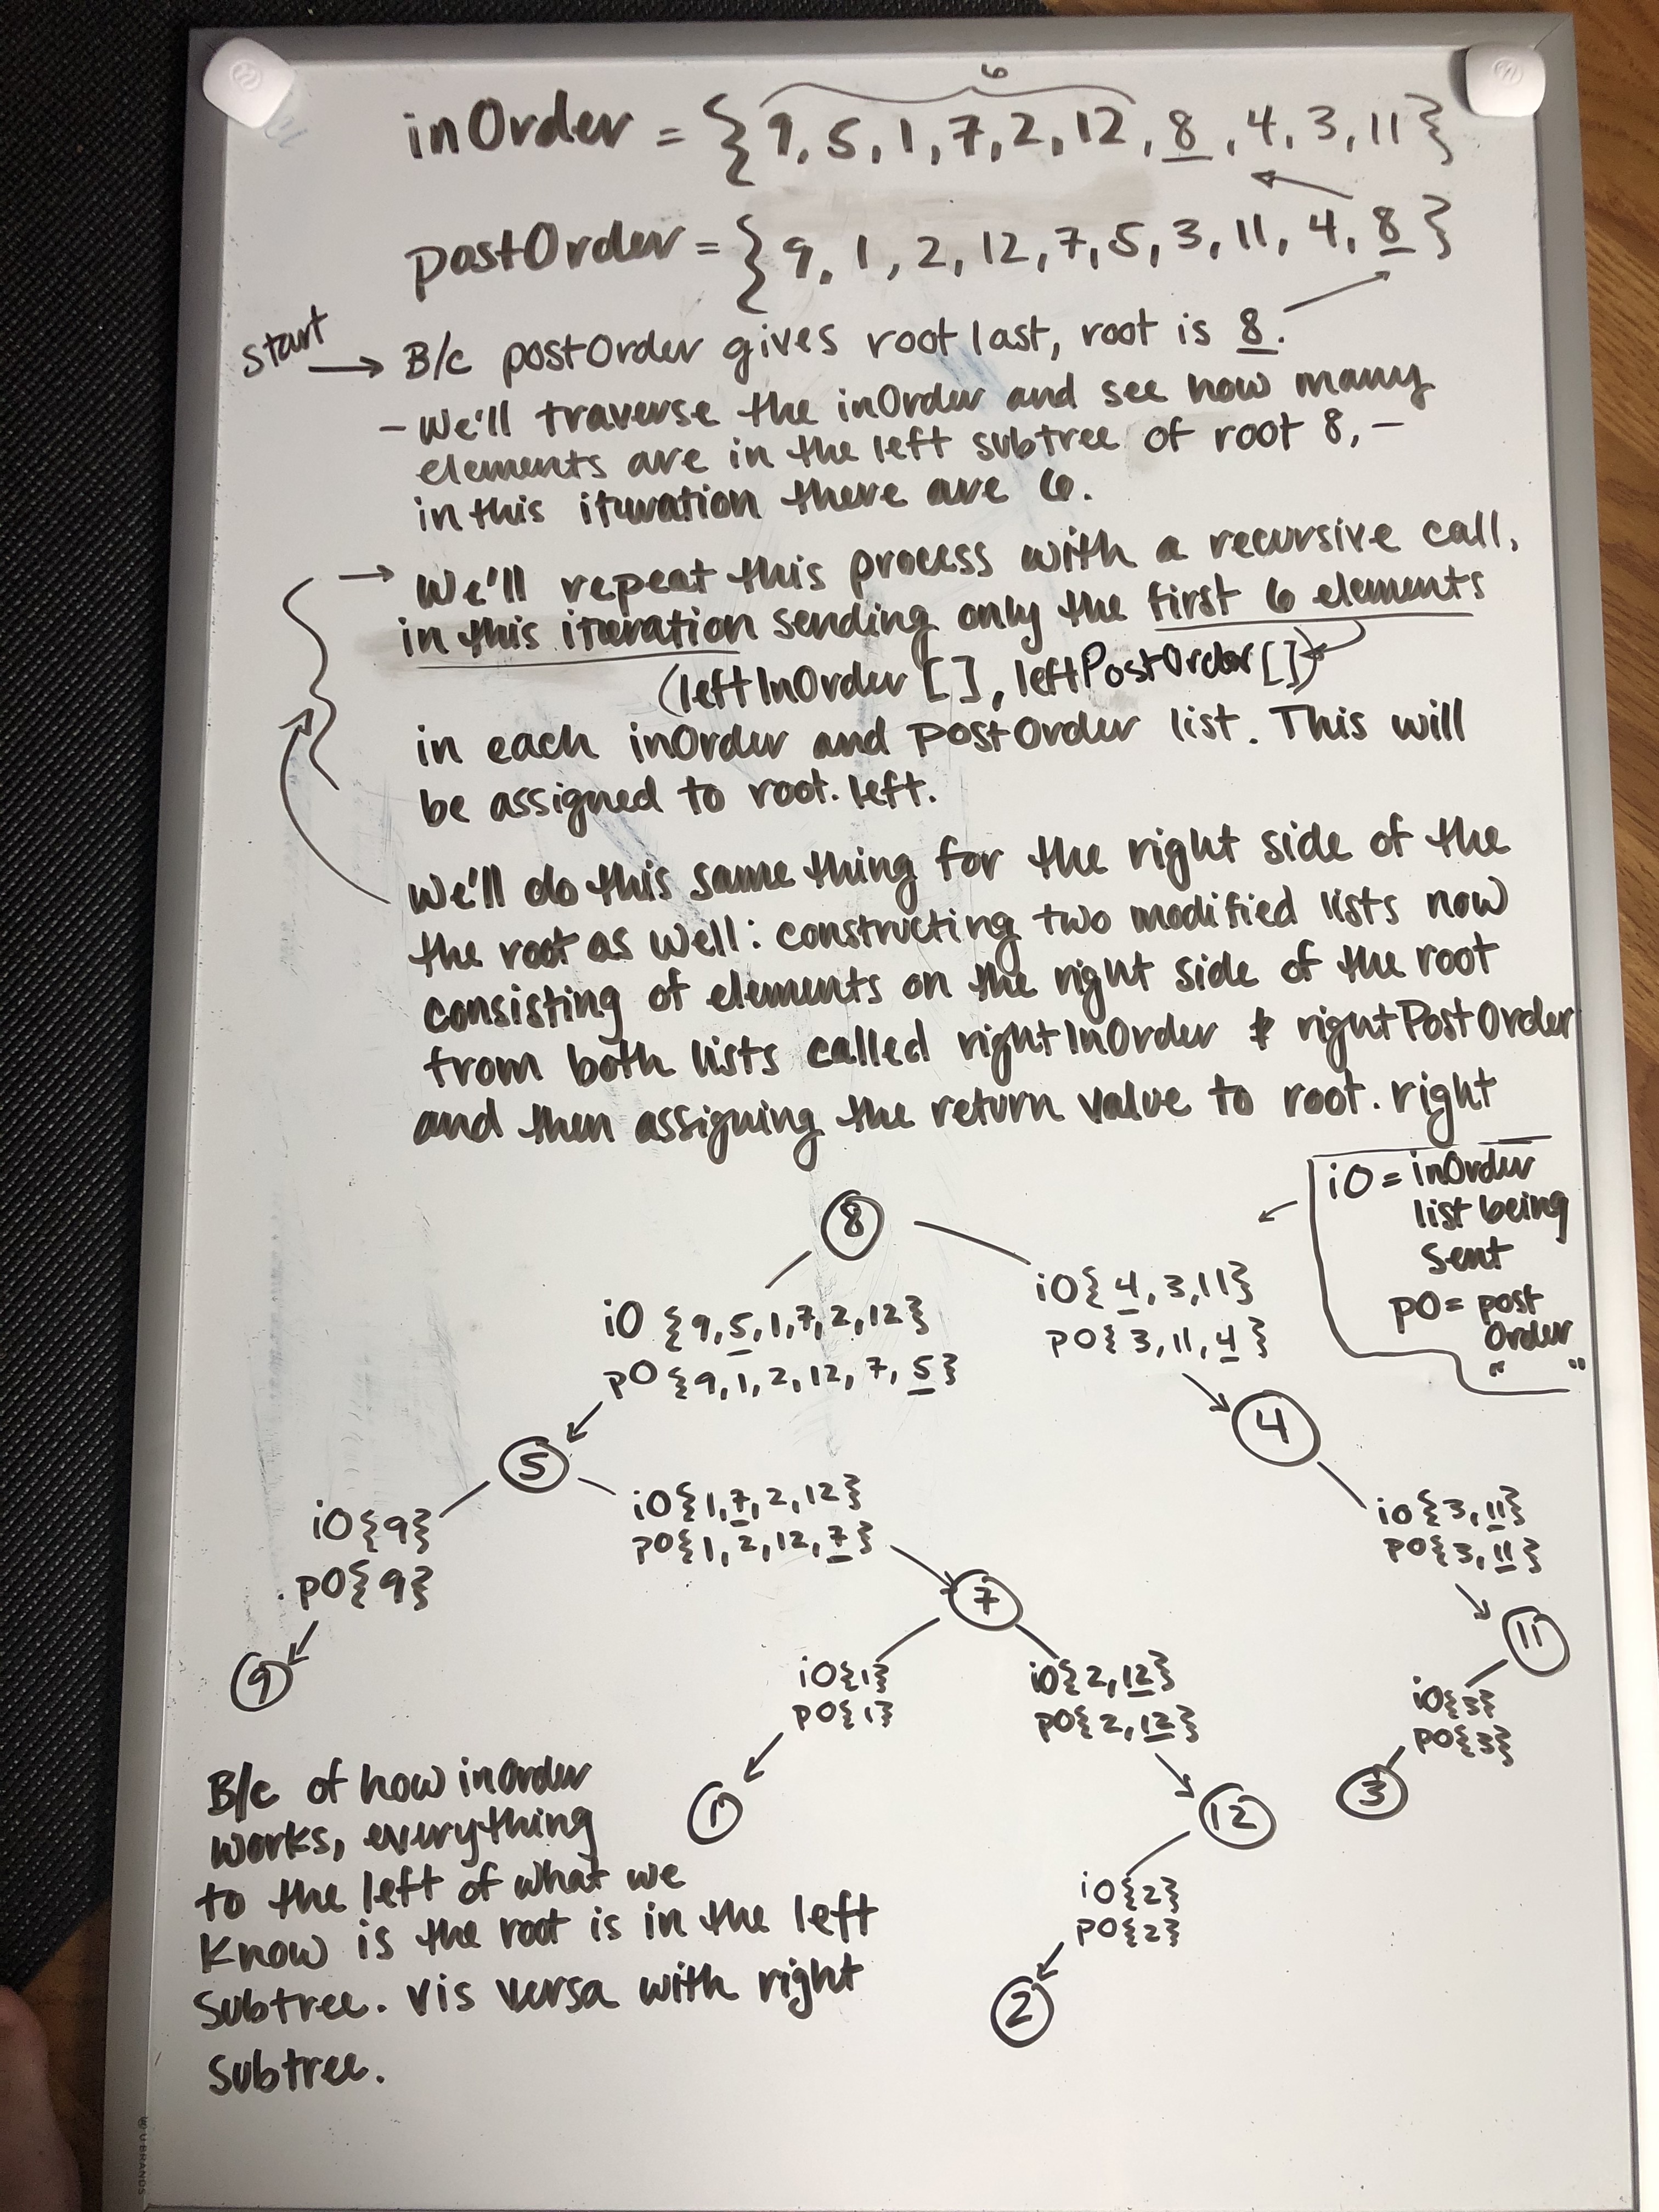 6
inOrder = {9, 5, 1, 7, 2, 12, 8, 4, 3, 11}
postOrder = {9, 1, 2, 12, 7, 5, 3, 11, 4, 8}
start → B/c postOrder gives root last, root is 8.
- We'll traverse the inOrder and see how many
elements are in the left subtree of root 8, -
in this iteration there are 6.
→ We'll repeat this process with a recursive call,
in this iteration sending only the first 6 elements
(leftInOrder [], leftPostOrder [])
in each inOrder and postOrder list. This will
be assigned to root.left.
We'll do this same thing for the right side of the
the root as well: constructing two modified lists now
consisting of elements on the right side of the root
from both lists called rightInOrder & rightPostOrder
and then assigning the return value to root.right
iO = inOrder
list being
sent
pO = post
Order
" "
8
iO {9, 5, 1, 7, 2, 12}
pO {9, 1, 2, 12, 7, 5}
iO {4, 3, 11}
pO {3, 11, 4}
5
4
iO {9}
pO {9}
iO {1, 7, 2, 12}
pO {1, 2, 12, 7}
iO {3, 11}
pO {3, 11}
9
7
11
iO {1}
pO {1}
iO {2, 12}
pO {2, 12}
iO {3}
pO {3}
1
12
3
iO {2}
pO {2}
2
B/c of how inorder
works, everything
to the left of what we
know is the root is in the left
subtree. vis versa with right
subtree.
U BRANDS